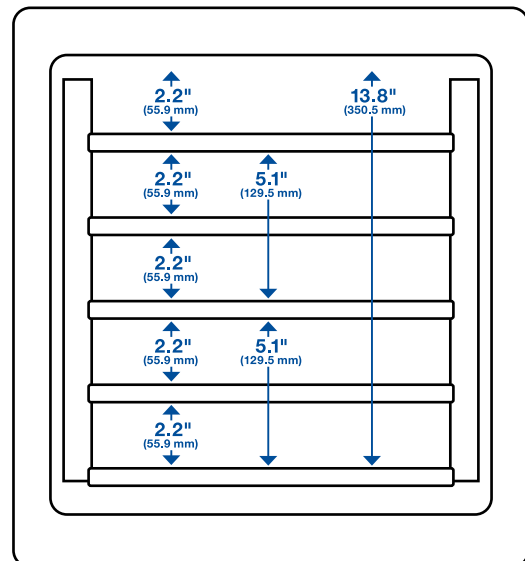 2.2"
(55.9 mm)
13.8"
(350.5 mm)
2.2"
(55.9 mm)
5.1"
(129.5 mm)
2.2"
(55.9 mm)
2.2"
(55.9 mm)
5.1"
(129.5 mm)
2.2"
(55.9 mm)